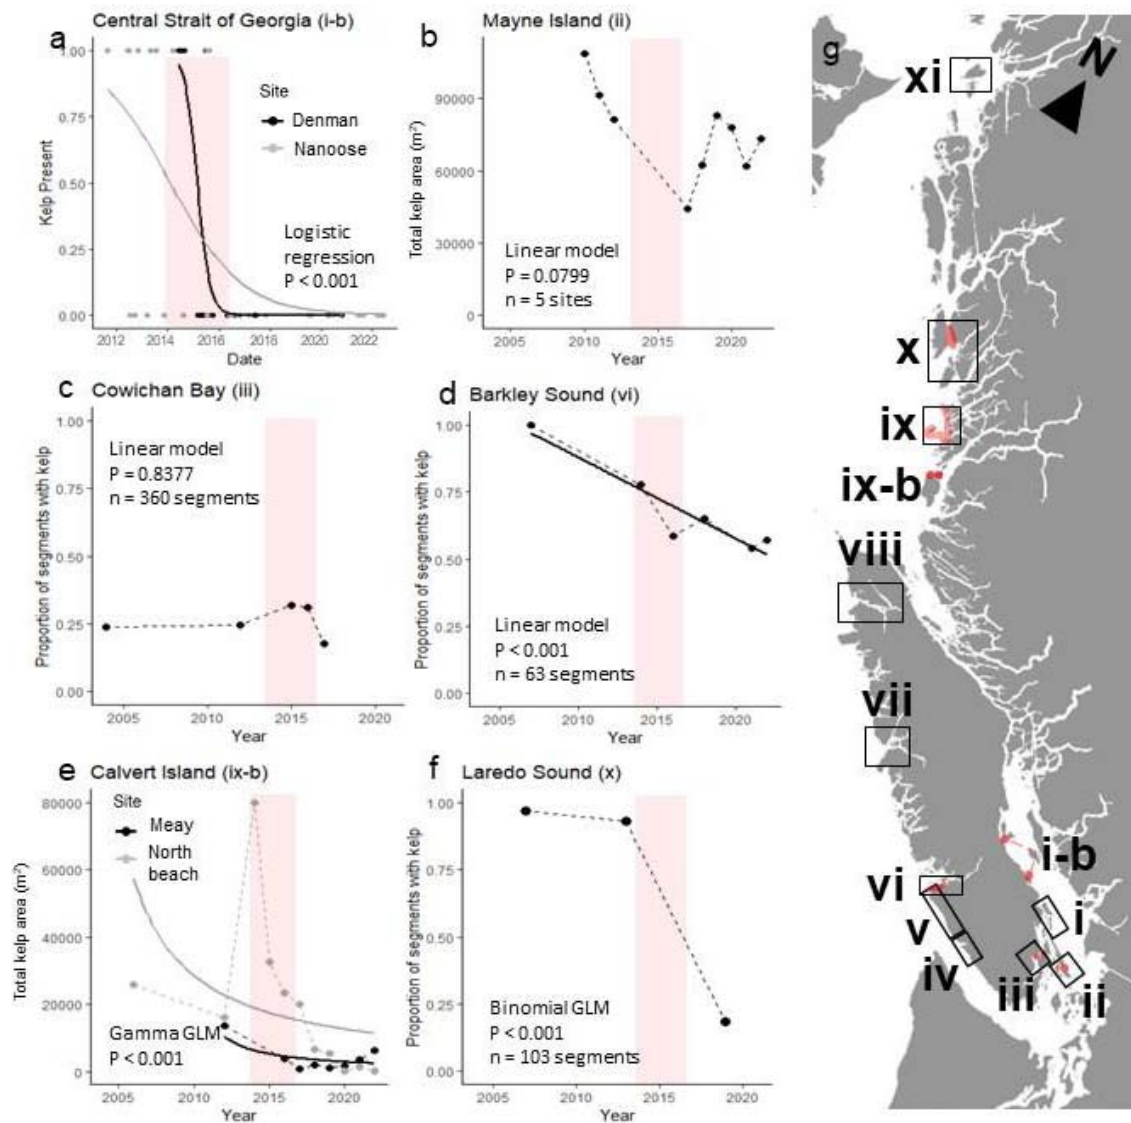 a Central Strait of Georgia (i-b)
1.00
0.75
0.50
0.25
0.00
Kelp Present
Site
Denman
Nanoose
Logistic
regression
P < 0.001
2012 2014 2016 2018 2020 2022
Date
b Mayne Island (ii)
90000
60000
30000
0
Total kelp area (m²)
Linear model
P = 0.0799
n = 5 sites
2005 2010 2015 2020
Year
c Cowichan Bay (iii)
1.00
0.75
0.50
0.25
0.00
Proportion of segments with kelp
Linear model
P = 0.8377
n = 360 segments
2005 2010 2015 2020
Year
d Barkley Sound (vi)
1.00
0.75
0.50
0.25
0.00
Proportion of segments with kelp
Linear model
P < 0.001
n = 63 segments
2005 2010 2015 2020
Year
e Calvert Island (ix-b)
80000
60000
40000
20000
0
Total kelp area (m²)
Site
Meay
North
beach
Gamma GLM
P < 0.001
2005 2010 2015 2020
Year
f Laredo Sound (x)
1.00
0.75
0.50
0.25
0.00
Proportion of segments with kelp
Binomial GLM
P < 0.001
n = 103 segments
2005 2010 2015 2020
Year
g
N
xi
x
ix
ix-b
viii
vii
i-b
vi
i
v
iv
iii
ii